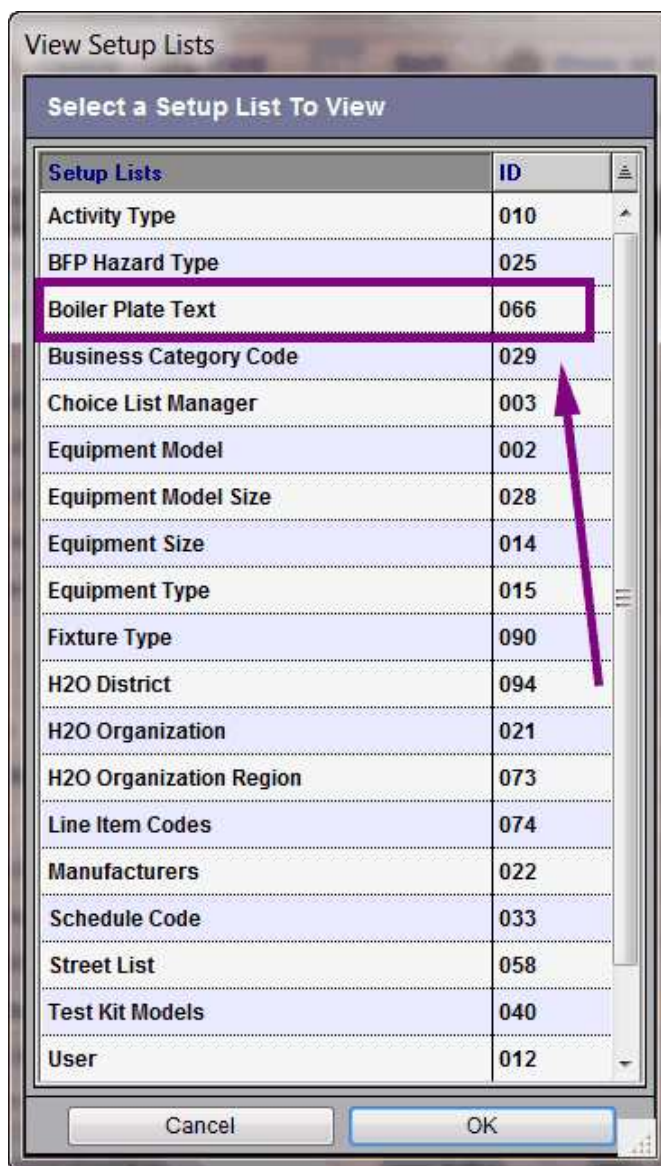 View Setup Lists
Select a Setup List To View
Setup Lists ID
Activity Type 010
BFP Hazard Type 025
Boiler Plate Text 066
Business Category Code 029
Choice List Manager 003
Equipment Model 002
Equipment Model Size 028
Equipment Size 014
Equipment Type 015
Fixture Type 090
H2O District 094
H2O Organization 021
H2O Organization Region 073
Line Item Codes 074
Manufacturers 022
Schedule Code 033
Street List 058
Test Kit Models 040
User 012
Cancel OK